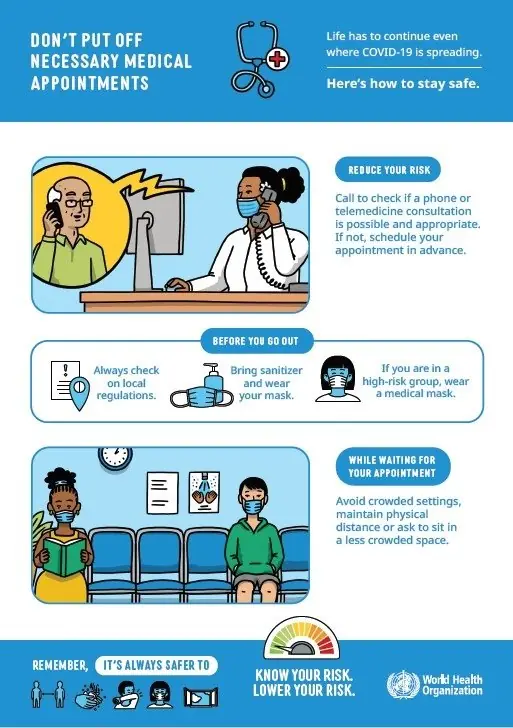 DON'T PUT OFF
NECESSARY MEDICAL
APPOINTMENTS
Life has to continue even
where COVID-19 is spreading.
Here's how to stay safe.
REDUCE YOUR RISK
Call to check if a phone or
telemedicine consultation
is possible and appropriate.
If not, schedule your
appointment in advance.
BEFORE YOU GO OUT
Always check
on local
regulations.
Bring sanitizer
and wear
your mask.
If you are in a
high-risk group, wear
a medical mask.
WHILE WAITING FOR
YOUR APPOINTMENT
Avoid crowded settings,
maintain physical
distance or ask to sit in
a less crowded space.
REMEMBER, IT'S ALWAYS SAFER TO
KNOW YOUR RISK.
LOWER YOUR RISK.
World Health
Organization